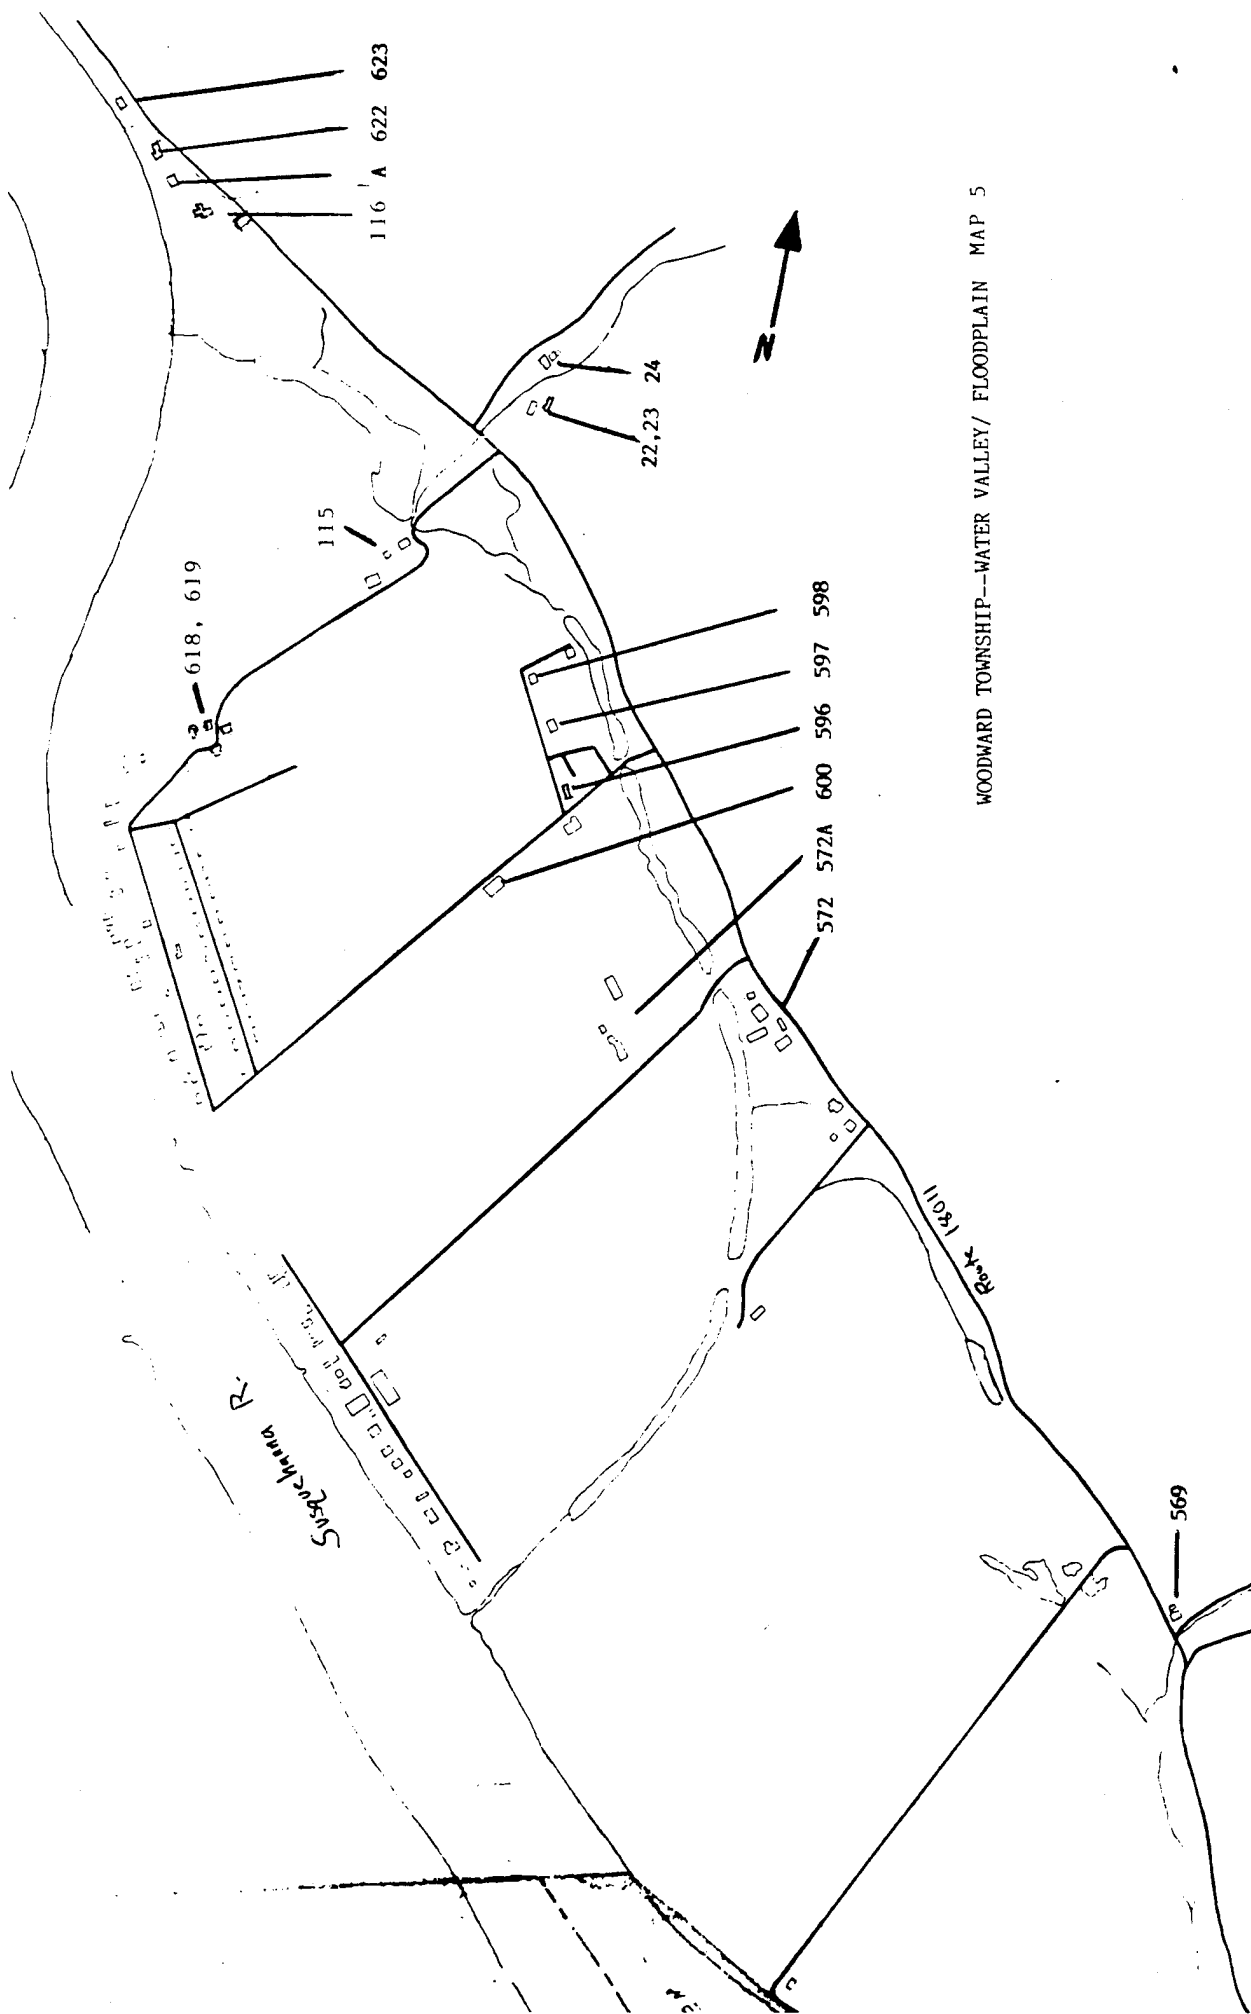 116 A 622 623
N
24
22,23
115
618, 619
598
597
596
600
572A
572
Route 18011
Susquehanna R.
569
WOODWARD TOWNSHIP--WATER VALLEY/ FLOODPLAIN MAP 5